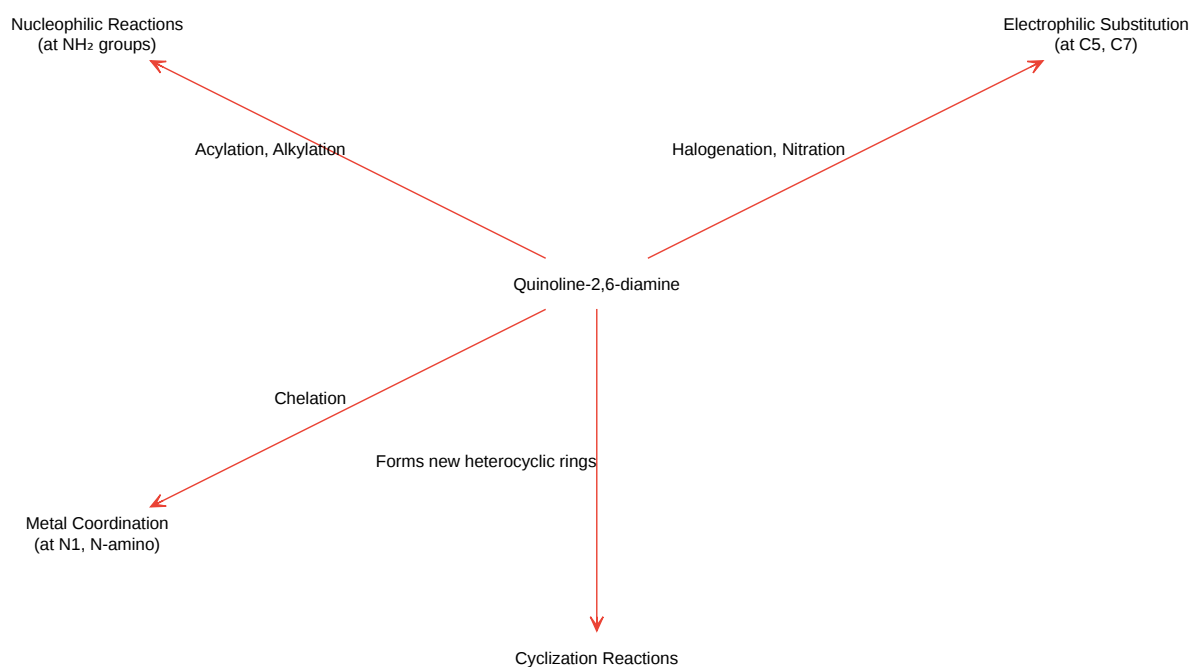 Nucleophilic Reactions
(at NH₂ groups)
Electrophilic Substitution
(at C5, C7)
Acylation, Alkylation
Halogenation, Nitration
Quinoline-2,6-diamine
Chelation
Forms new heterocyclic rings
Metal Coordination
(at N1, N-amino)
Cyclization Reactions